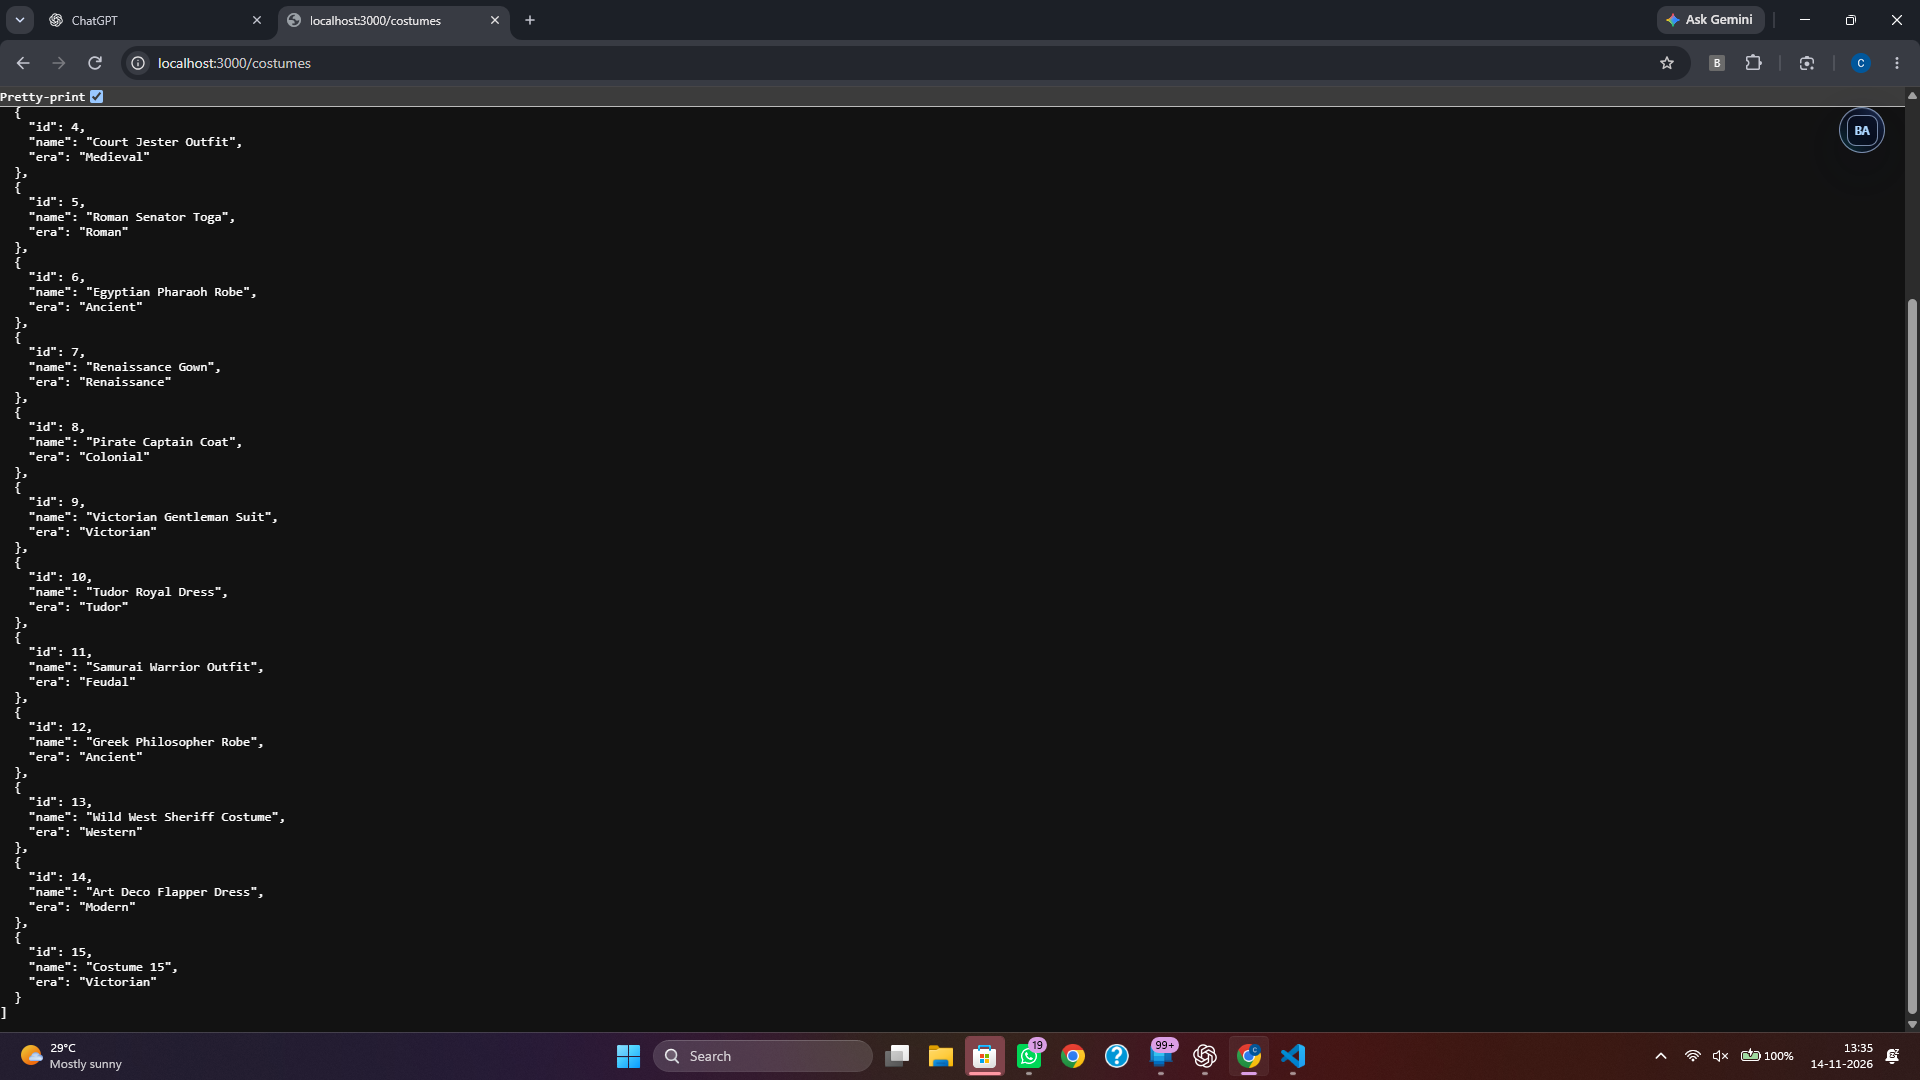 ChatGPT
localhost:3000/costumes
Ask Gemini
localhost:3000/costumes
B
C
Pretty-print
BA
  {
    "id": 4,
    "name": "Court Jester Outfit",
    "era": "Medieval"
  },
  {
    "id": 5,
    "name": "Roman Senator Toga",
    "era": "Roman"
  },
  {
    "id": 6,
    "name": "Egyptian Pharaoh Robe",
    "era": "Ancient"
  },
  {
    "id": 7,
    "name": "Renaissance Gown",
    "era": "Renaissance"
  },
  {
    "id": 8,
    "name": "Pirate Captain Coat",
    "era": "Colonial"
  },
  {
    "id": 9,
    "name": "Victorian Gentleman Suit",
    "era": "Victorian"
  },
  {
    "id": 10,
    "name": "Tudor Royal Dress",
    "era": "Tudor"
  },
  {
    "id": 11,
    "name": "Samurai Warrior Outfit",
    "era": "Feudal"
  },
  {
    "id": 12,
    "name": "Greek Philosopher Robe",
    "era": "Ancient"
  },
  {
    "id": 13,
    "name": "Wild West Sheriff Costume",
    "era": "Western"
  },
  {
    "id": 14,
    "name": "Art Deco Flapper Dress",
    "era": "Modern"
  },
  {
    "id": 15,
    "name": "Costume 15",
    "era": "Victorian"
  }
]
29°C
Mostly sunny
Search
19
99+
100%
13:35
14-11-2026